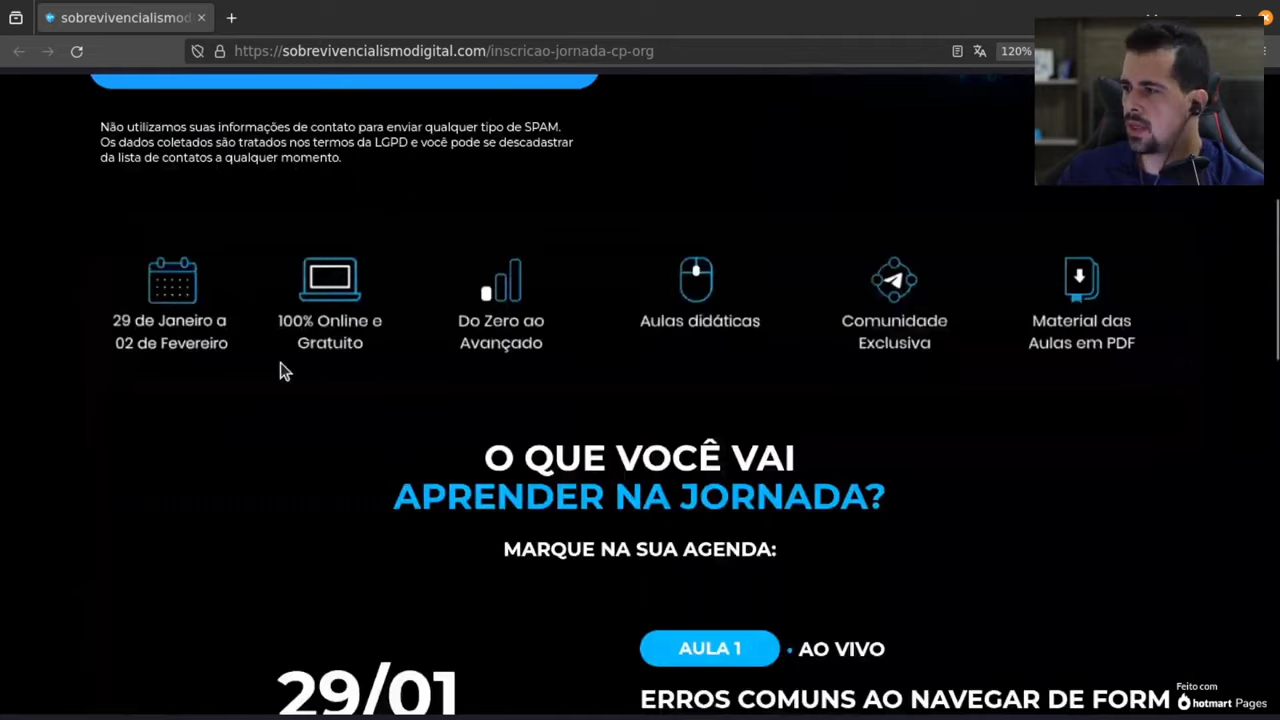 sobrevivencialismod
https://sobrevivencialismodigital.com/inscricao-jornada-cp-org
120%
Não utilizamos suas informações de contato para enviar qualquer tipo de SPAM.
Os dados coletados são tratados nos termos da LGPD e você pode se descadastrar
da lista de contatos a qualquer momento.
29 de Janeiro a
02 de Fevereiro
100% Online e
Gratuito
Do Zero ao
Avançado
Aulas didáticas
Comunidade
Exclusiva
Material das
Aulas em PDF
O QUE VOCÊ VAI
APRENDER NA JORNADA?
MARQUE NA SUA AGENDA:
AULA 1
• AO VIVO
29/01
ERROS COMUNS AO NAVEGAR DE FORM
Feito com
hotmart Pages